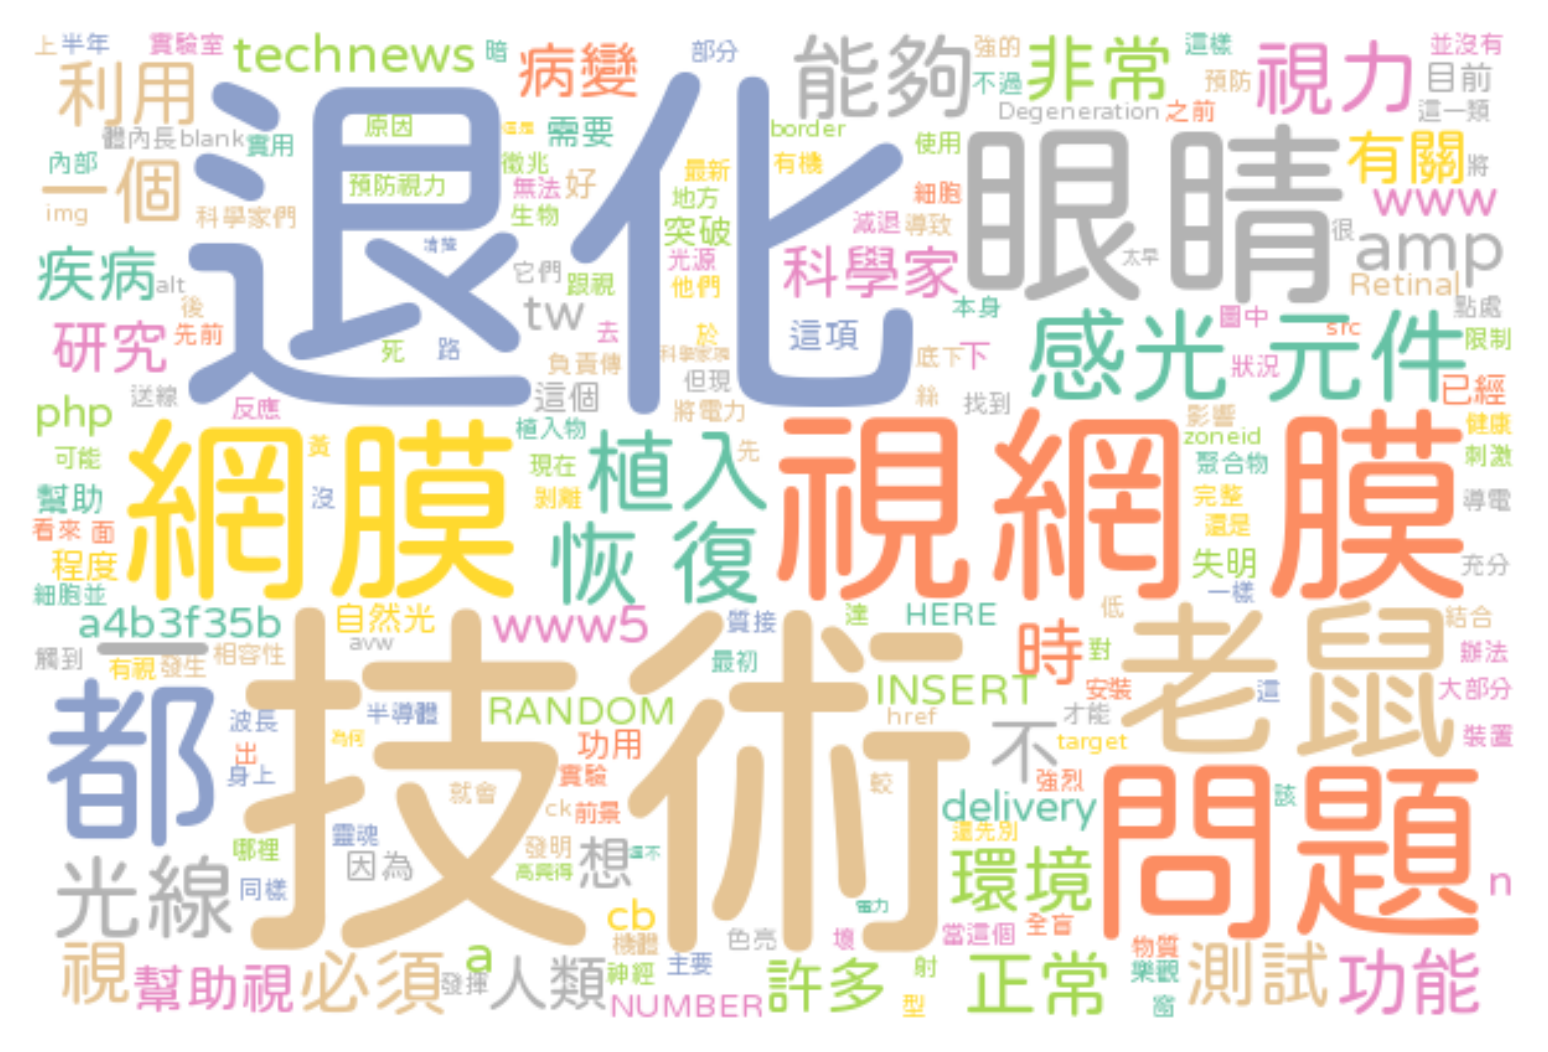 上
半年
實驗室
technews
暗
病變
部分
能夠
強的
非常
這樣
視力
並沒有
利用
退化
不過
預防
目前
體內長
blank
實用
原因
需要
border
Degeneration
之前
這一類
內部
一個
徵兆
最新
有機
使用
眼睛
有關
將
img
科學家們
預防視力
無法
好
生物
地方
突破
細胞
減退
導致
www
疾病
alt
它們
跟視
光源
他們
科學家
太早
很
amp
Retinal
後
先前
tw
去
於
本身
圖中
src
點處
研究
死
路
負責傳
這項
底下
下
感光元件
狀況
限制
已經
送線
反應
這個
但現
將電力
絲
找到
php
網膜
黃
植入物
植入
先
視網膜
影響
zoneid
健康
可能
現在
聚合物
刺激
幫助
沒
剝離
完整
導電
看來
面
恢復
還是
程度
失明
充分
細胞並
一樣
a4b3f35b
自然光
www5
質接
HERE
低
老鼠
結合
觸到
有視
發生
相容性
avw
技術
最初
時
對
辦法
都
波長
半導體
RANDOM
INSERT
安裝
這
大部分
href
才能
出
為何
功用
不
target
裝置
身上
就會
實驗
較
強烈
ck
前景
delivery
問題
該
靈魂
哪裡
發明
想
光線
因為
高興得
環境
同樣
電力
n
cb
機體
色亮
壞
當這個
全盲
視
幫助視
必須
a
發揮
人類
神經
主要
許多
射
正常
物質
樂觀
測試
功能
NUMBER
型
窗